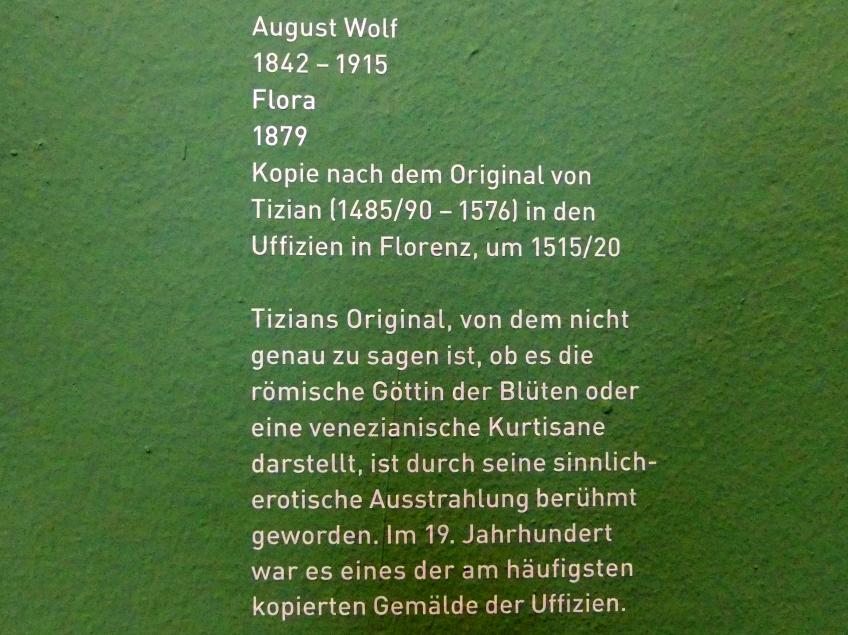 August Wolf
1842 – 1915
Flora
1879
Kopie nach dem Original von
Tizian (1485/90 – 1576) in den
Uffizien in Florenz, um 1515/20

Tizians Original, von dem nicht
genau zu sagen ist, ob es die
römische Göttin der Blüten oder
eine venezianische Kurtisane
darstellt, ist durch seine sinnlich-
erotische Ausstrahlung berühmt
geworden. Im 19. Jahrhundert
war es eines der am häufigsten
kopierten Gemälde der Uffizien.